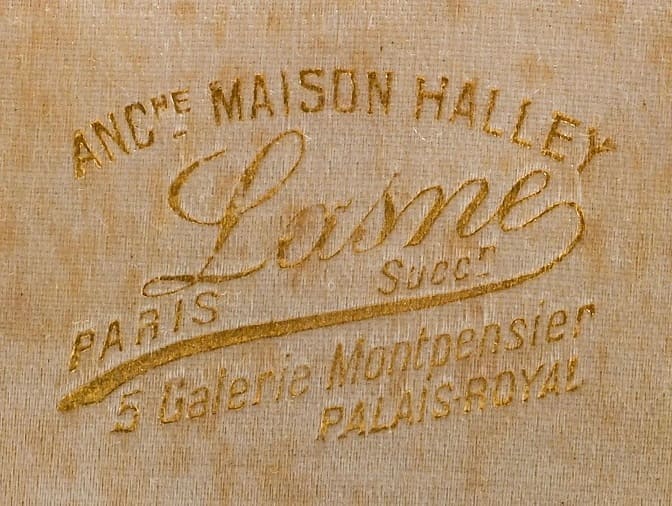 ANCNE MAISON HALLEY
Lasne
Succr
PARIS
5 Galerie Montpensier
PALAIS-ROYAL